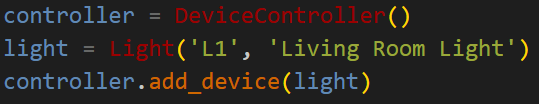 controller = DeviceController()
light = Light('L1', 'Living Room Light')
controller.add_device(light)